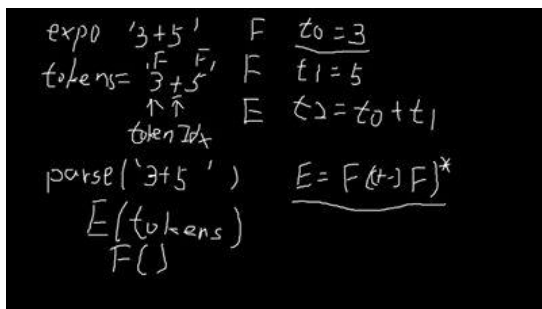 expo '3+5' F t0=3
F F
tokens= '3+5' F t1=5
↑ ↑ E t2=t0+t1
tokenIdx
parse('3+5') E=F([+-]F)*
E(tokens)
F()